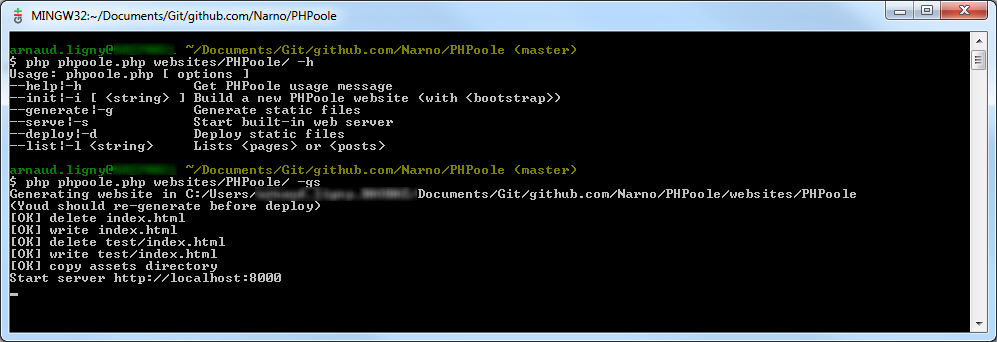 MINGW32:~/Documents/Git/github.com/Narno/PHPoole
arnaud.ligny@ ~/Documents/Git/github.com/Narno/PHPoole (master)
$ php phpoole.php websites/PHPoole/ -h
Usage: phpoole.php [ options ]
--help|-h Get PHPoole usage message
--init|-i [ <string> ] Build a new PHPoole website (with <bootstrap>)
--generate|-g Generate static files
--serve|-s Start built-in web server
--deploy|-d Deploy static files
--list|-l <string> Lists <pages> or <posts>
arnaud.ligny@ ~/Documents/Git/github.com/Narno/PHPoole (master)
$ php phpoole.php websites/PHPoole/ -gs
Generating website in C:/Users/ /Documents/Git/github.com/Narno/PHPoole/websites/PHPoole
(Youd should re-generate before deploy)
[OK] delete index.html
[OK] write index.html
[OK] delete test/index.html
[OK] write test/index.html
[OK] copy assets directory
Start server http://localhost:8000